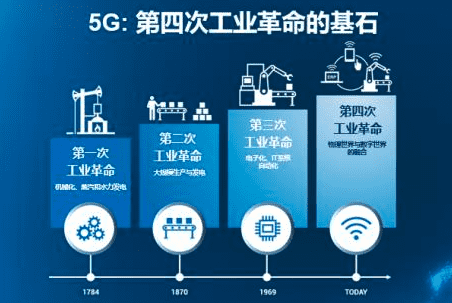 5G: 第四次工业革命的基石
第一次
工业革命
机械化、蒸汽和水力发电
第二次
工业革命
大规模生产与发电
第三次
工业革命
电子化、IT系统
自动化
ERP
第四次
工业革命
物理世界与数字世界
的融合
1784
1870
1969
TODAY